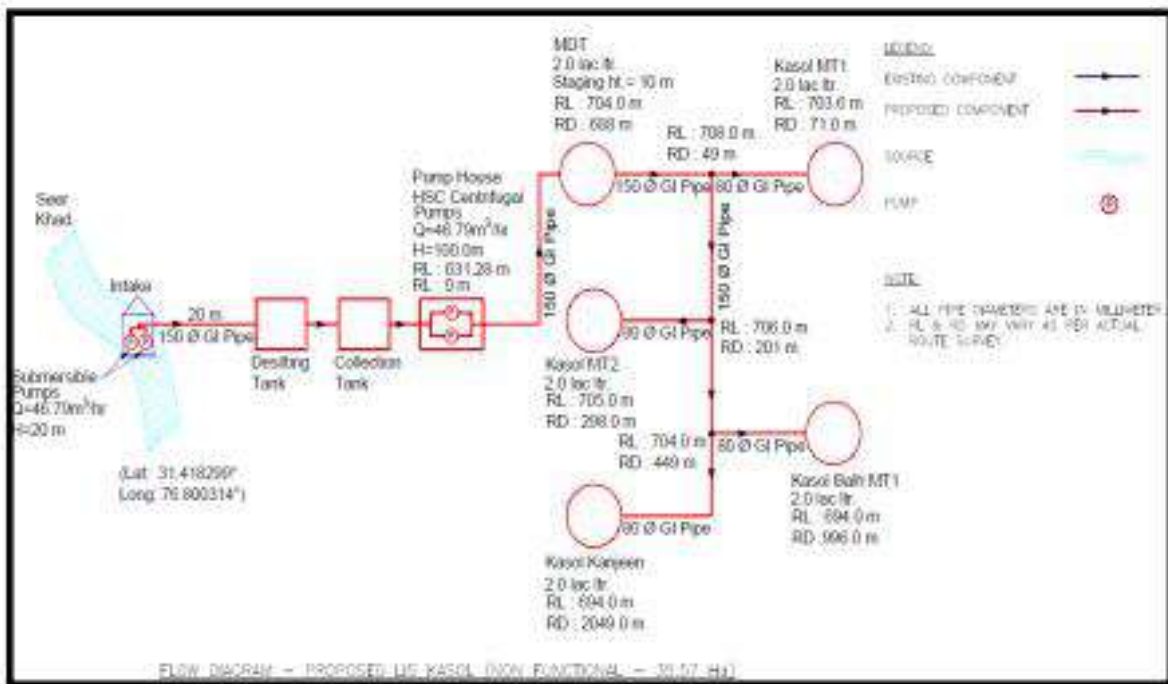 MDT
2.0 lac ltr.
Staging ht = 10 m
RL : 704.0 m
RD : 688 m
Kasol MT1
2.0 lac ltr.
RL : 703.6 m
RD : 71.0 m
LEGEND:
EXISTING COMPONENT
PROPOSED COMPONENT
SOURCE
PUMP
P
RL : 708.0 m
RD : 49 m
150 Ø GI Pipe
80 Ø GI Pipe
Pump House
HSC Centrifugal
Pumps
Q=46.79m³/hr
RL : 631.28 m
RL : 0 m
150 Ø GI Pipe
150 Ø GI Pipe
Seer
Khad
Intake
20 m
150 Ø GI Pipe
Desilting
Tank
Collection
Tank
Submersible
Pumps
Q=46.79m³/hr
H=20 m
(Lat: 31.418299°
Long: 76.800314°)
80 Ø GI Pipe
RL : 706.0 m
RD : 201 m
Kasol MT2
2.0 lac ltr.
RL : 705.0 m
RD : 298.0 m
RL : 704.0 m
RD : 449 m
80 Ø GI Pipe
Kasol Balh MT1
2.0 lac ltr.
RL : 694.0 m
RD :996.0 m
80 Ø GI Pipe
Kasol Kanjeen
2.0 lac ltr.
RL : 694.0 m
RD : 2049.0 m
NOTE:
1. ALL PIPE DIAMETERS ARE IN MILLIMETER
2. RL & RD MAY VARY AS PER ACTUAL
ROUTE SURVEY
FLOW DIAGRAM - PROPOSED LIS KASOL (NON FUNCTIONAL - 39.57 Ha)